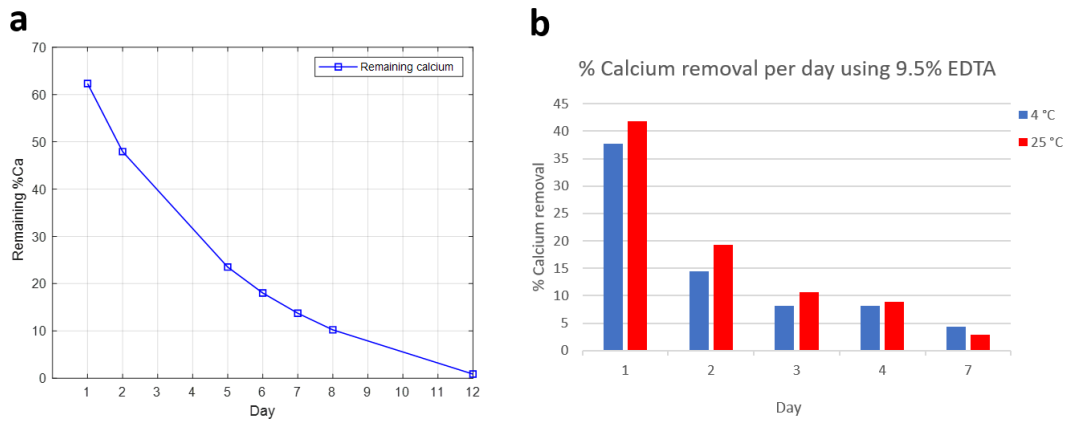 a
70
60
50
40
30
20
10
0
Remaining %Ca
Remaining calcium
1 2 3 4 5 6 7 8 9 10 11 12
Day
b
% Calcium removal per day using 9.5% EDTA
45
40
35
30
25
20
15
10
5
0
% Calcium removal
4 °C
25 °C
1 2 3 4 7
Day